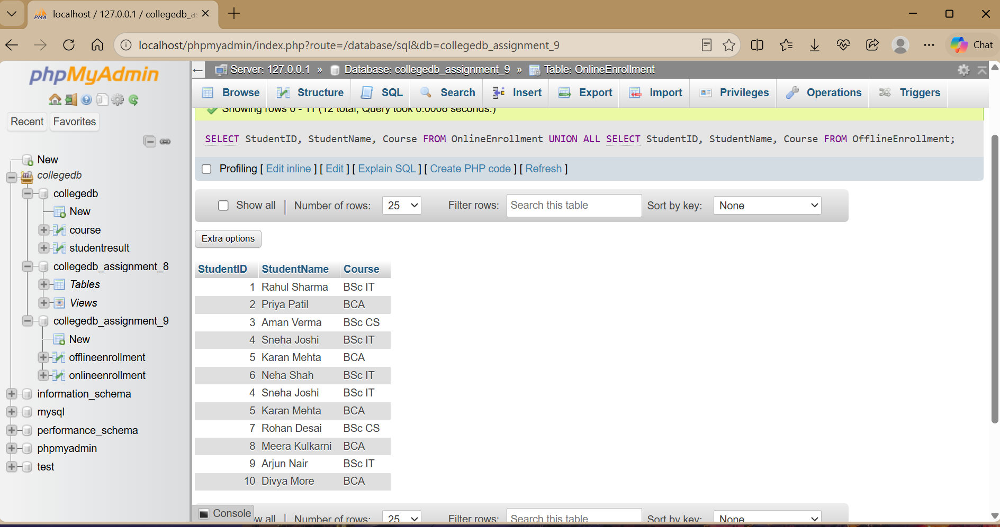 localhost / 127.0.0.1 / collegedb_as
localhost/phpmyadmin/index.php?route=/database/sql&db=collegedb_assignment_9
Chat
phpMyAdmin
Recent Favorites
New
collegedb
collegedb
New
course
studentresult
collegedb_assignment_8
Tables
Views
collegedb_assignment_9
New
offlineenrollment
onlineenrollment
information_schema
mysql
performance_schema
phpmyadmin
test
Server: 127.0.0.1 » Database: collegedb_assignment_9 » Table: OnlineEnrollment
Browse Structure SQL Search Insert Export Import Privileges Operations Triggers
Showing rows 0 - 11 (12 total, Query took 0.0008 seconds.)
SELECT StudentID, StudentName, Course FROM OnlineEnrollment UNION ALL SELECT StudentID, StudentName, Course FROM OfflineEnrollment;
Profiling [ Edit inline ] [ Edit ] [ Explain SQL ] [ Create PHP code ] [ Refresh ]
Show all | Number of rows: 25 Filter rows: Search this table Sort by key: None
Extra options
StudentID StudentName Course
1 Rahul Sharma BSc IT
2 Priya Patil BCA
3 Aman Verma BSc CS
4 Sneha Joshi BSc IT
5 Karan Mehta BCA
6 Neha Shah BSc IT
4 Sneha Joshi BSc IT
5 Karan Mehta BCA
7 Rohan Desai BSc CS
8 Meera Kulkarni BCA
9 Arjun Nair BSc IT
10 Divya More BCA
Console w all | Number of rows: 25 Filter rows: Search this table Sort by key: None